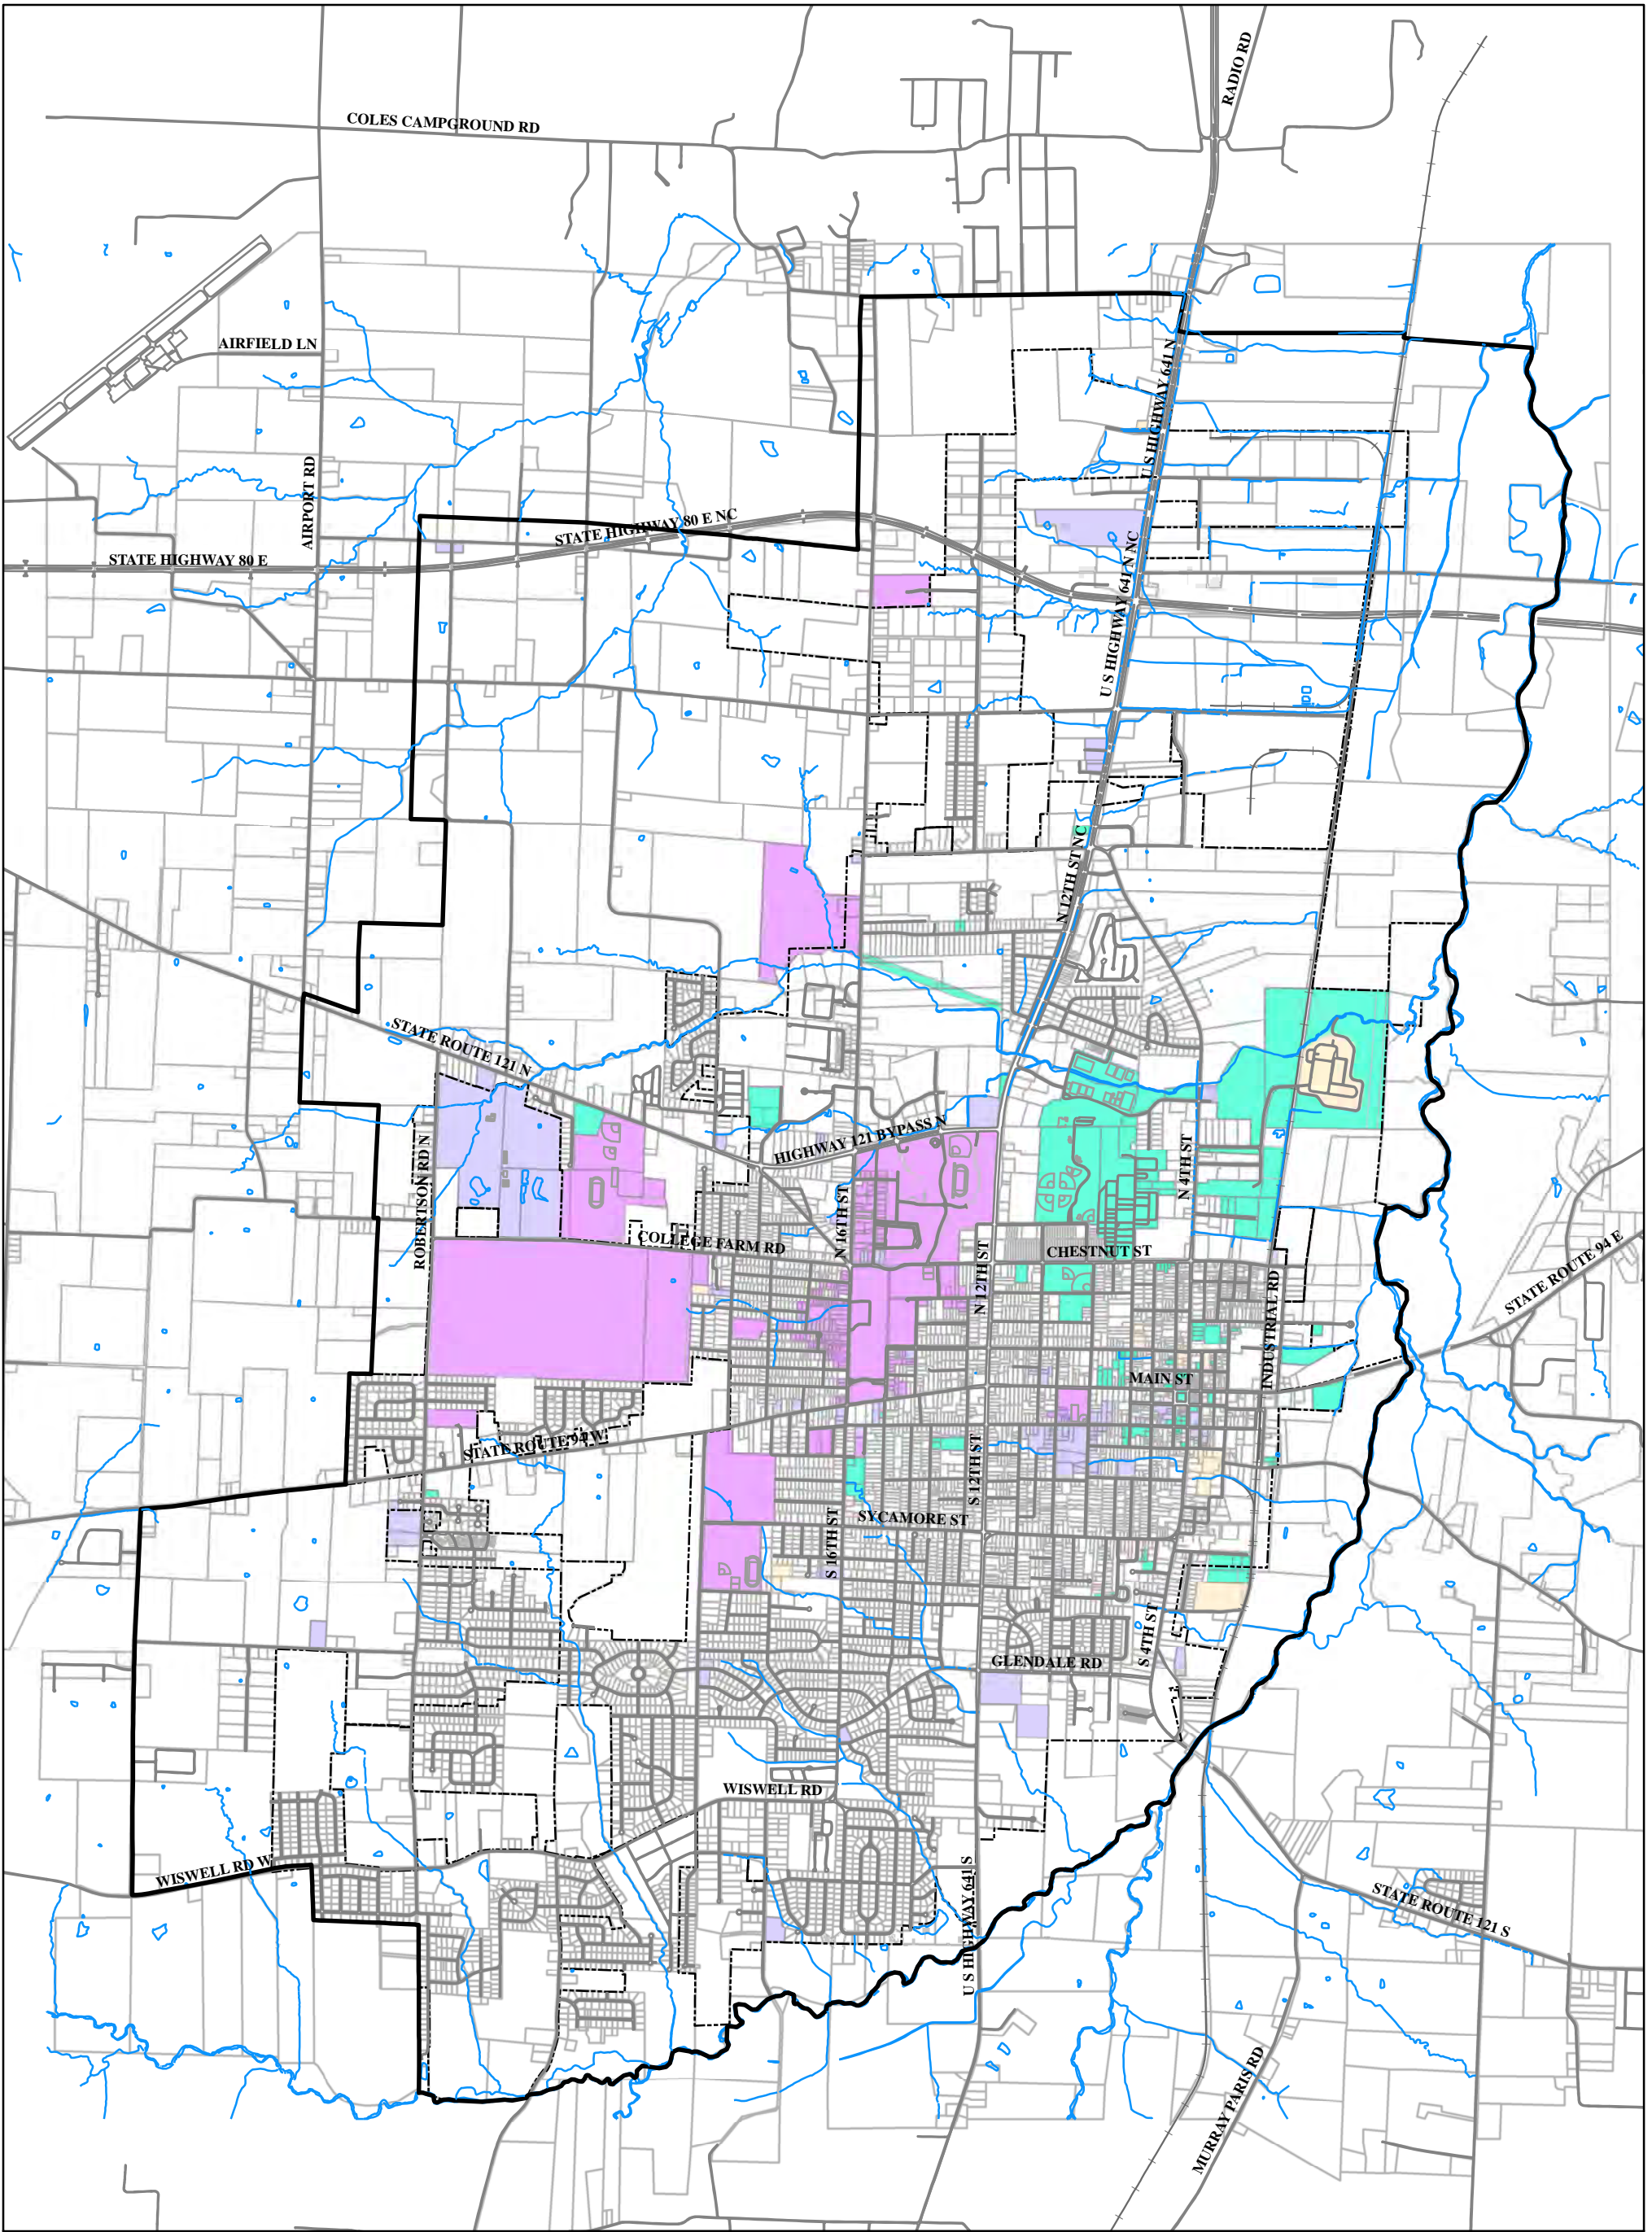 RADIO RD
COLES CAMPGROUND RD
AIRFIELD LN
U S HIGHWAY 641 N
AIRPORT RD
STATE HIGHWAY 80 E NC
STATE HIGHWAY 80 E
U S HIGHWAY 641 N NC
N 12TH ST NC
STATE ROUTE 121 N
HIGHWAY 121 BYPASS N
N 4TH ST
ROBERTSON RD N
N 16TH ST
COLLEGE FARM RD
CHESTNUT ST
N 12TH ST
STATE ROUTE 94 E
INDUSTRIAL RD
MAIN ST
STATE ROUTE 94 W
S 12TH ST
SYCAMORE ST
S 16TH ST
S 4TH ST
GLENDALE RD
WISWELL RD
WISWELL RD W
U S HIGHWAY 641 S
STATE ROUTE 121 S
MURRAY PARIS RD